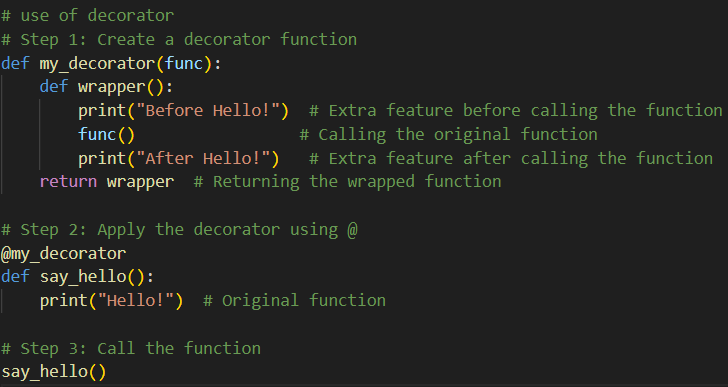 # use of decorator
# Step 1: Create a decorator function
def my_decorator(func):
    def wrapper():
        print("Before Hello!")  # Extra feature before calling the function
        func()                  # Calling the original function
        print("After Hello!")   # Extra feature after calling the function
    return wrapper  # Returning the wrapped function

# Step 2: Apply the decorator using @
@my_decorator
def say_hello():
    print("Hello!")  # Original function

# Step 3: Call the function
say_hello()